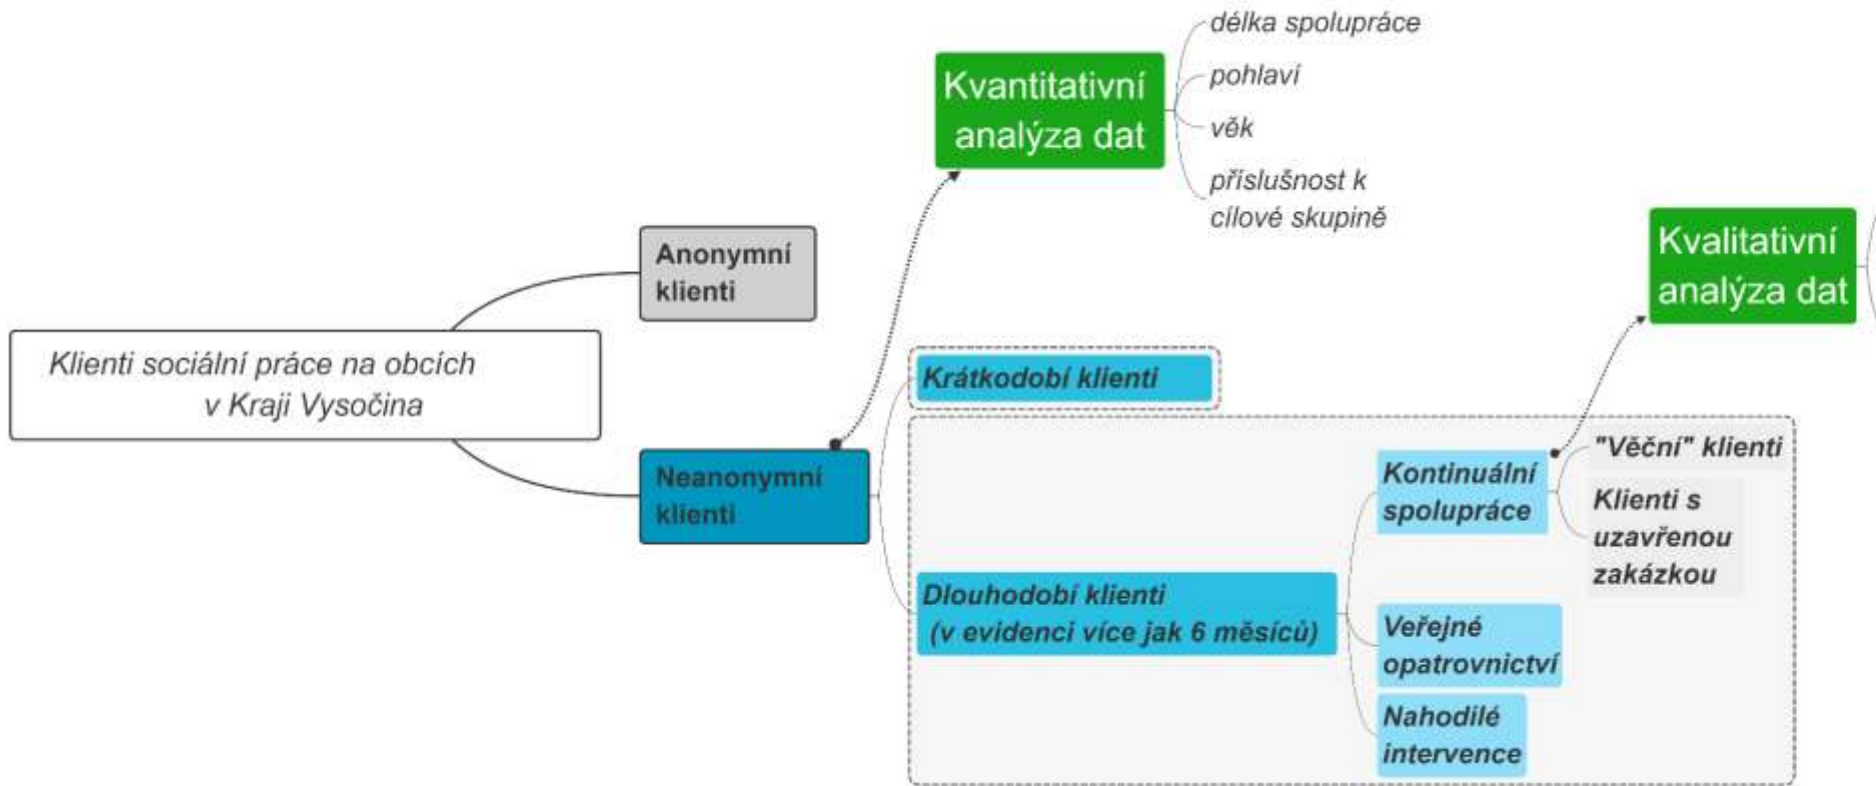 délka spolupráce
Kvantitativní
analýza dat
pohlaví
věk
příslušnost k
cílové skupině
Kvalitativní
analýza dat
Anonymní
klienti
Klienti sociální práce na obcích
v Kraji Vysočina
Neanonymní
klienti
Krátkodobí klienti
Dlouhodobí klienti
(v evidenci více jak 6 měsíců)
Kontinuální
spolupráce
"Věční" klienti
Klienti s
uzavřenou
zakázkou
Veřejné
opatrovnictví
Nahodilé
intervence